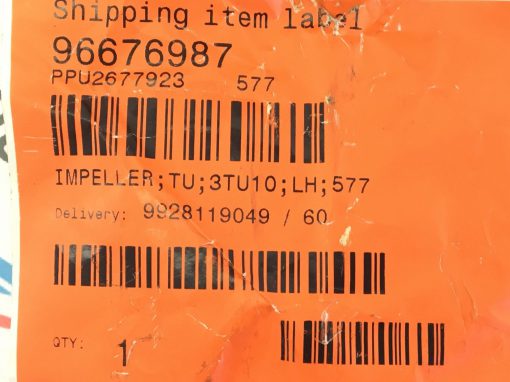 Shipping item label
96676987
PPU2677923 577
IMPELLER;TU;3TU10;LH;577
Delivery: 9928119049 / 60
QTY: 1